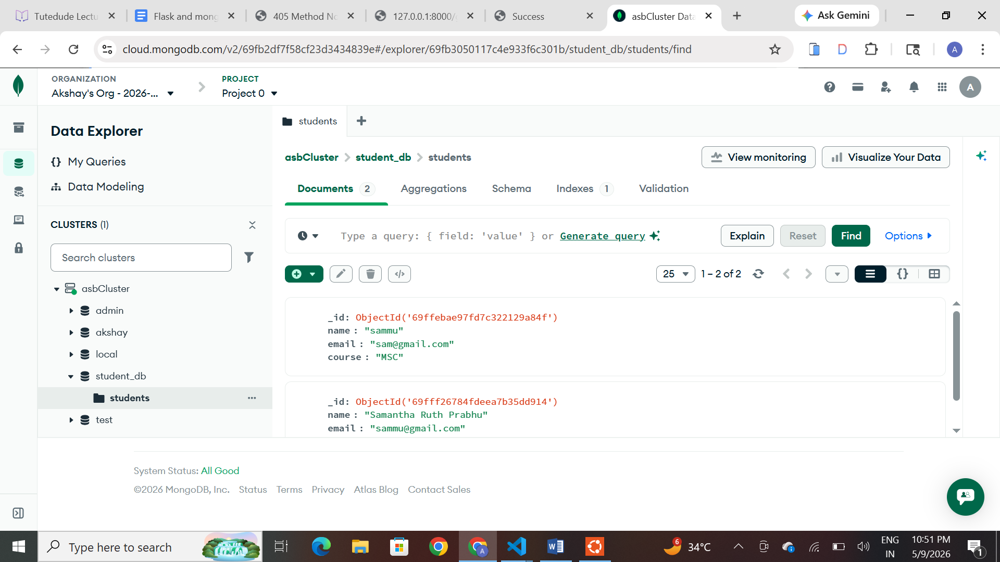 Tutedude Lectu
Flask and mong
405 Method No
127.0.0.1:8000/
Success
asbCluster Data
Ask Gemini
cloud.mongodb.com/v2/69fb2df7f58cf23d3434839e#/explorer/69fb3050117c4e933f6c301b/student_db/students/find
A
ORGANIZATION
Akshay's Org - 2026-...
PROJECT
Project 0
A
Data Explorer
My Queries
Data Modeling
CLUSTERS (1)
Search clusters
asbCluster
admin
akshay
local
student_db
students
test
students
asbCluster > student_db > students
View monitoring
Visualize Your Data
Documents 2
Aggregations
Schema
Indexes 1
Validation
Type a query: { field: 'value' } or Generate query
Explain
Reset
Find
Options
25
1 – 2 of 2
_id: ObjectId('69ffebae97fd7c322129a84f')
name : "sammu"
email : "sam@gmail.com"
course : "MSC"
_id: ObjectId('69fff26784fdeea7b35dd914')
name : "Samantha Ruth Prabhu"
email : "sammu@gmail.com"
System Status: All Good
©2026 MongoDB, Inc. Status Terms Privacy Atlas Blog Contact Sales
Type here to search
6
34°C
ENG
IN
10:51 PM
5/9/2026
1